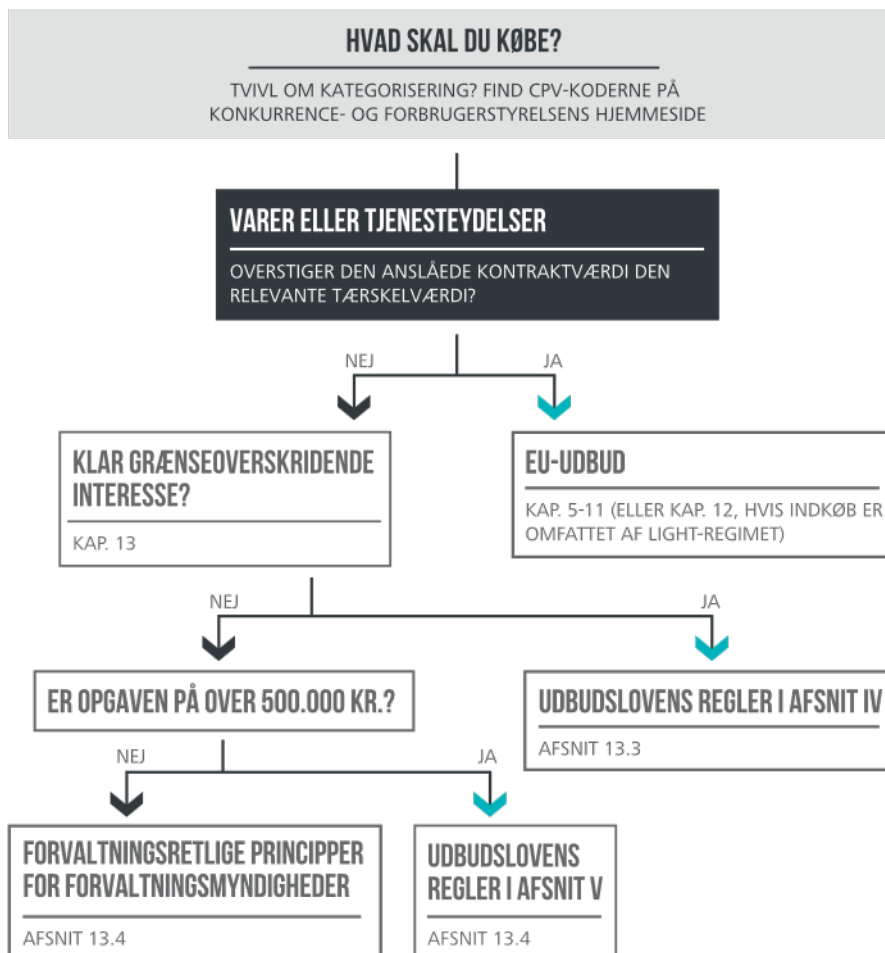 HVAD SKAL DU KØBE?
TVIVL OM KATEGORISERING? FIND CPV-KODERNE PÅ
KONKURRENCE- OG FORBRUGERSTYRELSENS HJEMMESIDE
VARER ELLER TJENESTEYDELSER
OVERSTIGER DEN ANSLÅEDE KONTRAKTVÆRDI DEN
RELEVANTE TÆRSKELVÆRDI?
NEJ
JA
KLAR GRÆNSEOVERSKRIDENDE
INTERESSE?
KAP. 13
EU-UDBUD
KAP. 5-11 (ELLER KAP. 12, HVIS INDKØB ER
OMFATTET AF LIGHT-REGIMET)
NEJ
JA
ER OPGAVEN PÅ OVER 500.000 KR.?
UDBUDSLOVENS REGLER I AFSNIT IV
AFSNIT 13.3
NEJ
JA
FORVALTNINGSRETLIGE PRINCIPPER
FOR FORVALTNINGSMYNDIGHEDER
AFSNIT 13.4
UDBUDSLOVENS
REGLER I AFSNIT V
AFSNIT 13.4